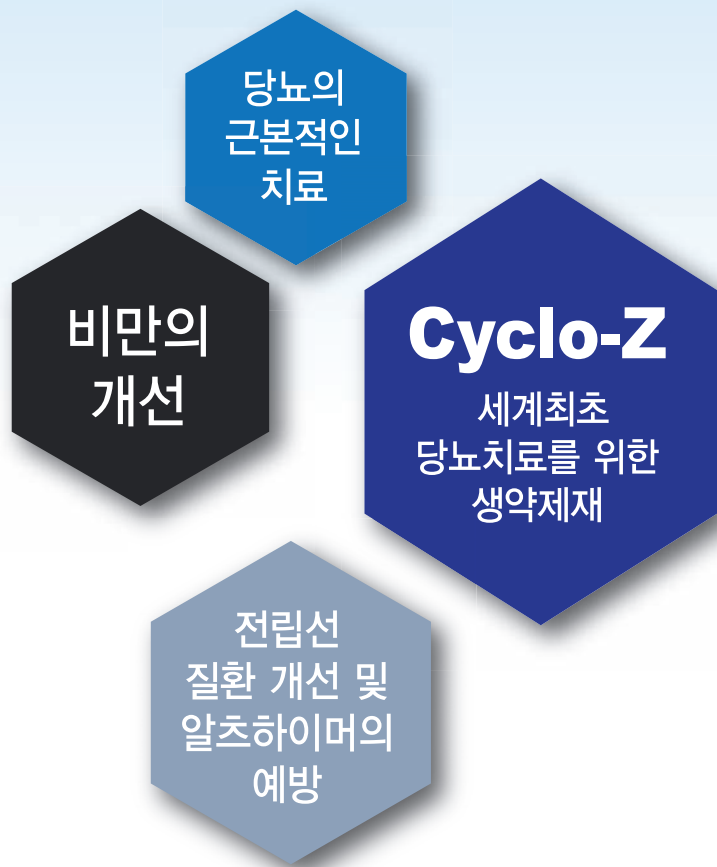 당뇨의
근본적인
치료
비만의
개선
Cyclo-Z
세계최초
당뇨치료를 위한
생약제재
전립선
질환 개선 및
알츠하이머의
예방